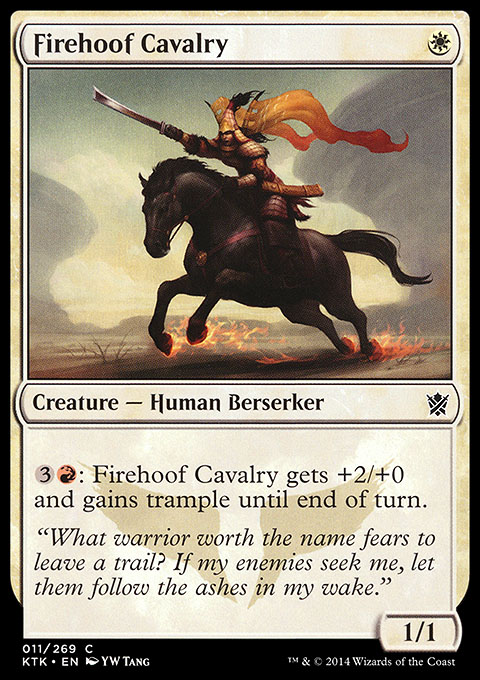 Firehoof Cavalry
Creature — Human Berserker
3: Firehoof Cavalry gets +2/+0
and gains trample until end of turn.
“What warrior worth the name fears to
leave a trail? If my enemies seek me, let
them follow the ashes in my wake.”
1/1
011/269 C
KTK • EN YW TANG
™ & © 2014 Wizards of the Coast